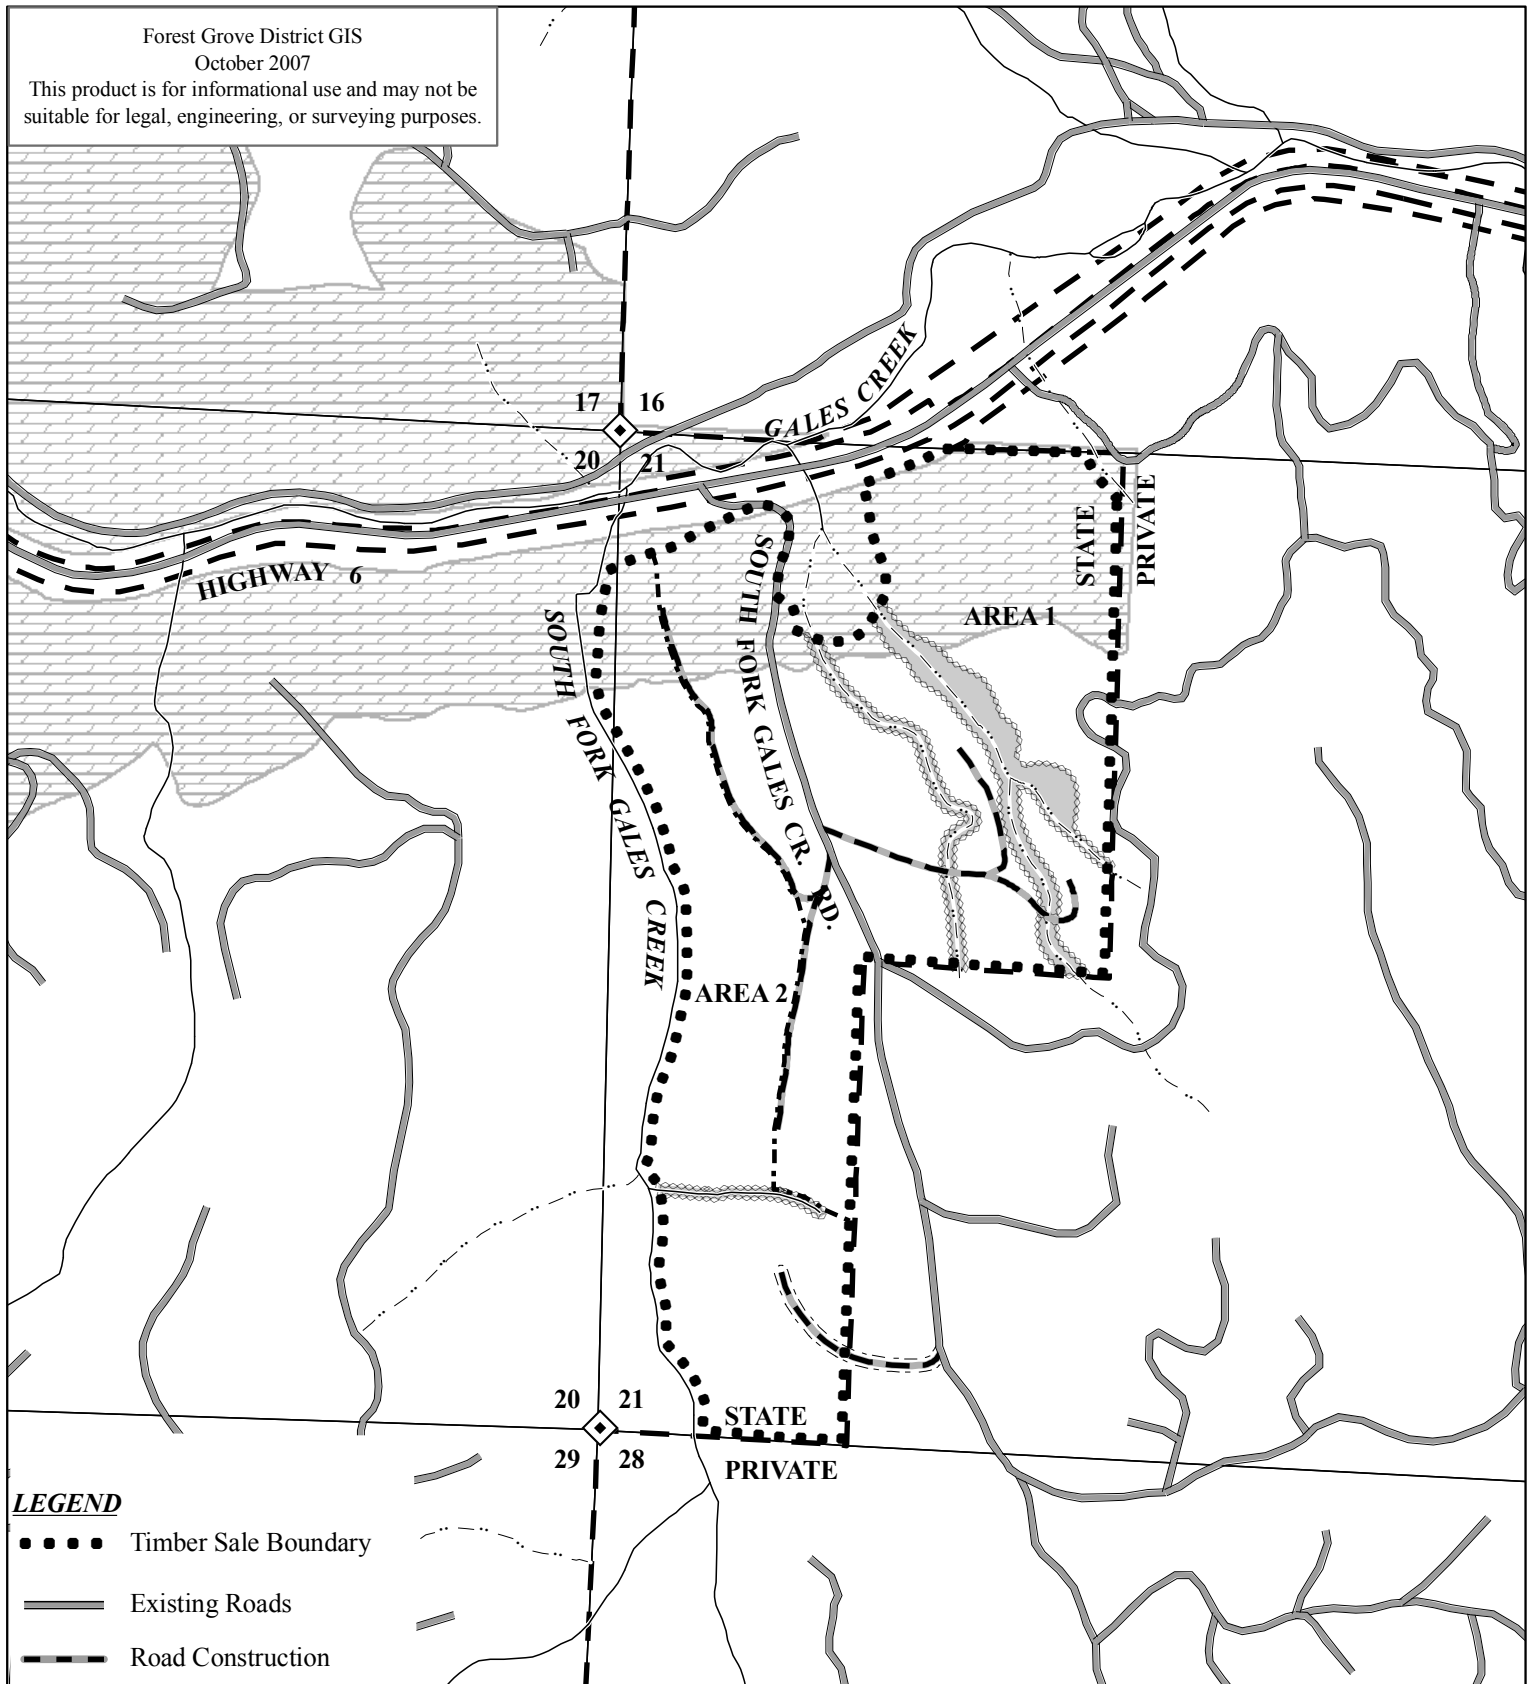 Forest Grove District GIS
October 2007
This product is for informational use and may not be
suitable for legal, engineering, or surveying purposes.
17 16
20 21
GALES CREEK
HIGHWAY 6
STATE
PRIVATE
AREA 1
SOUTH FORK GALES CR. RD.
SOUTH FORK GALES CREEK
AREA 2
20 21
29 28
STATE
PRIVATE
LEGEND
Timber Sale Boundary
Existing Roads
Road Construction